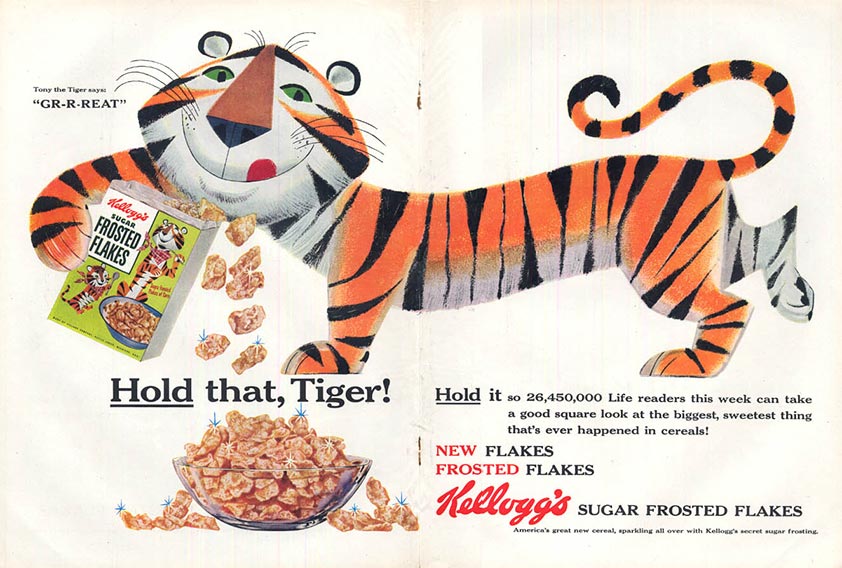 Tony the Tiger says:
"GR-R-REAT"
Kellogg's
SUGAR
FROSTED
FLAKES
Hold that, Tiger!
Hold it so 26,450,000 Life readers this week can take
a good square look at the biggest, sweetest thing
that's ever happened in cereals!
NEW FLAKES
FROSTED FLAKES
Kellogg's SUGAR FROSTED FLAKES
America's great new cereal, sparkling all over with Kellogg's secret sugar frosting.